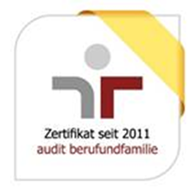 Zertifikat seit 2011
audit berufundfamilie